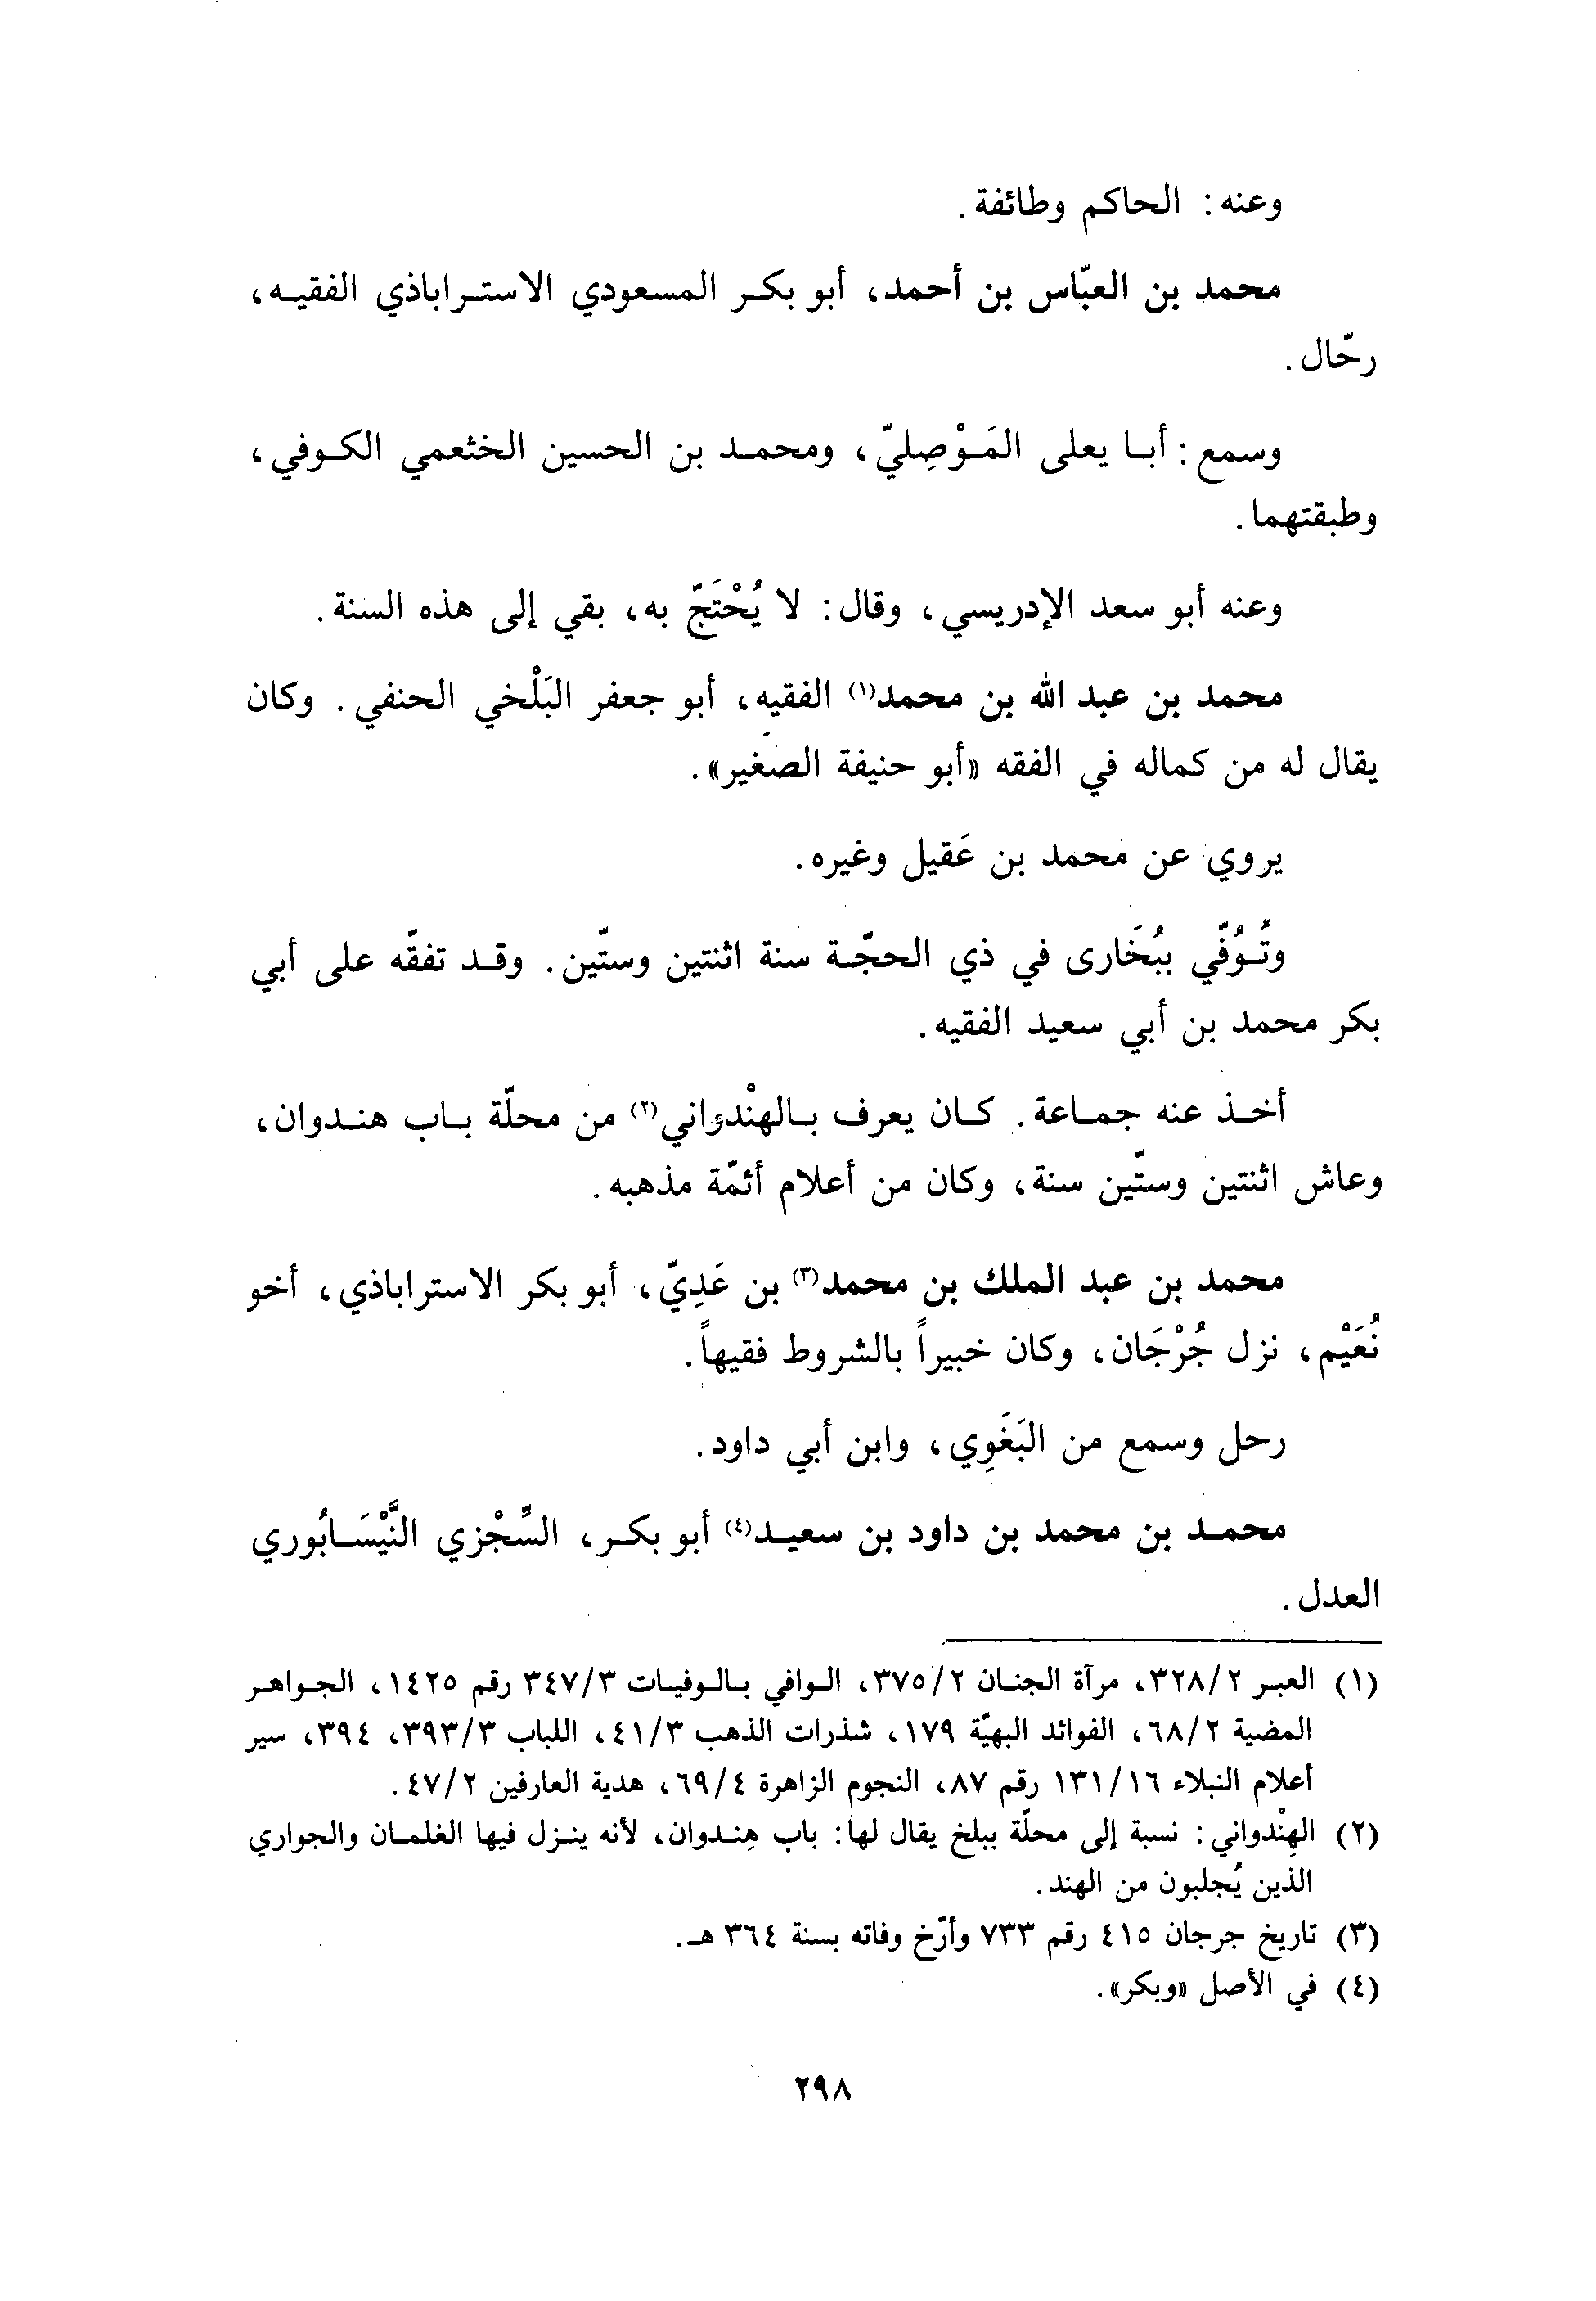 وعنه: الحاكم وطائفة.
محمد بن العبّاس بن أحمد، أبو بكر المسعودي الاستراباذي الفقيه،
رحّال.
وسمع: أبا يعلى المَوْصِليّ، ومحمد بن الحسين الخثعمي الكوفي،
وطبقتهما.
وعنه أبو سعد الإدريسي، وقال: لا يُحْتَجّ به، بقي إلى هذه السنة.
محمد بن عبد الله بن محمد(١) الفقيه، أبو جعفر البَلْخي الحنفي. وكان
يقال له من كماله في الفقه «أبو حنيفة الصغير».
يروي عن محمد بن عَقيل وغيره.
وتُوُفّي ببُخَارى في ذي الحجّة سنة اثنتين وستّين. وقد تفقّه على أبي
بكر محمد بن أبي سعيد الفقيه.
أخذ عنه جماعة. كان يعرف بالهنْدواني(٢) من محلّة باب هندوان،
وعاش اثنتين وستّين سنة، وكان من أعلام أئمّة مذهبه.
محمد بن عبد الملك بن محمد(٣) بن عَدِيّ، أبو بكر الاستراباذي، أخو
نُعَيْم، نزل جُرْجَان، وكان خبيراً بالشروط فقيهاً.
رحل وسمع من البَغَوِي، وابن أبي داود.
محمد بن محمد بن داود بن سعيد(٤) أبو بكر، السِّجْزي النَّيْسَابُوري
العدل.
(١) العبر ٣٢٨/٢، مرآة الجنان ٣٧٥/٢، الوافي بالوفيات ٣٤٧/٣ رقم ١٤٢٥، الجواهر
المضية ٦٨/٢، الفوائد البهيّة ١٧٩، شذرات الذهب ٤١/٣، اللباب ٣٩٣/٣، ٣٩٤، سير
أعلام النبلاء ١٣١/١٦ رقم ٨٧، النجوم الزاهرة ٦٩/٤، هدية العارفين ٤٧/٢.
(٢) الهِنْدواني: نسبة إلى محلّة ببلخ يقال لها: باب هِندوان، لأنه ينزل فيها الغلمان والجواري
الذين يُجلبون من الهند.
(٣) تاريخ جرجان ٤١٥ رقم ٧٣٣ وأرّخ وفاته بسنة ٣٦٤ هـ.
(٤) في الأصل «وبكر».
٢٩٨